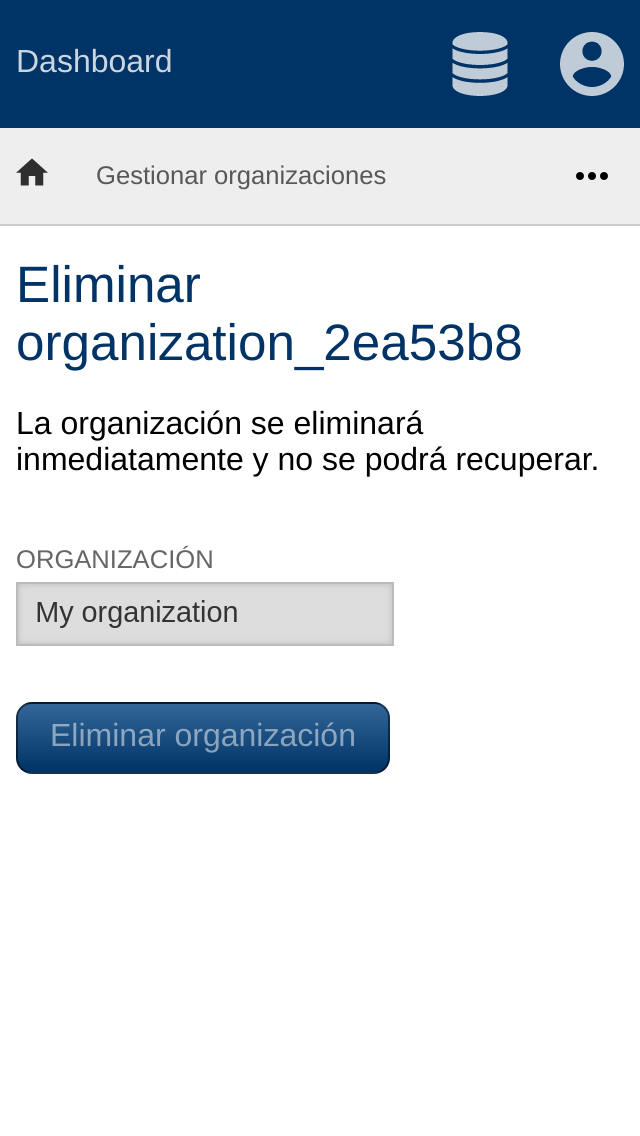 Dashboard
Gestionar organizaciones
Eliminar
organization_2ea53b8
La organización se eliminará
inmediatamente y no se podrá recuperar.
ORGANIZACIÓN
My organization
Eliminar organización